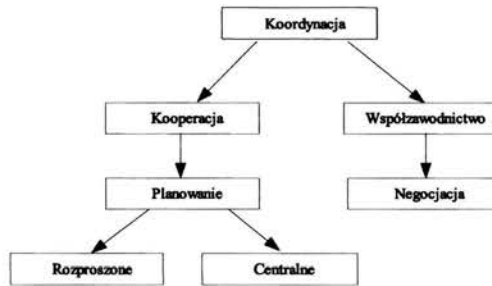 Koordynacja
Kooperacja
Współzawodnictwo
Planowanie
Negocjacja
Rozproszone
Centralne